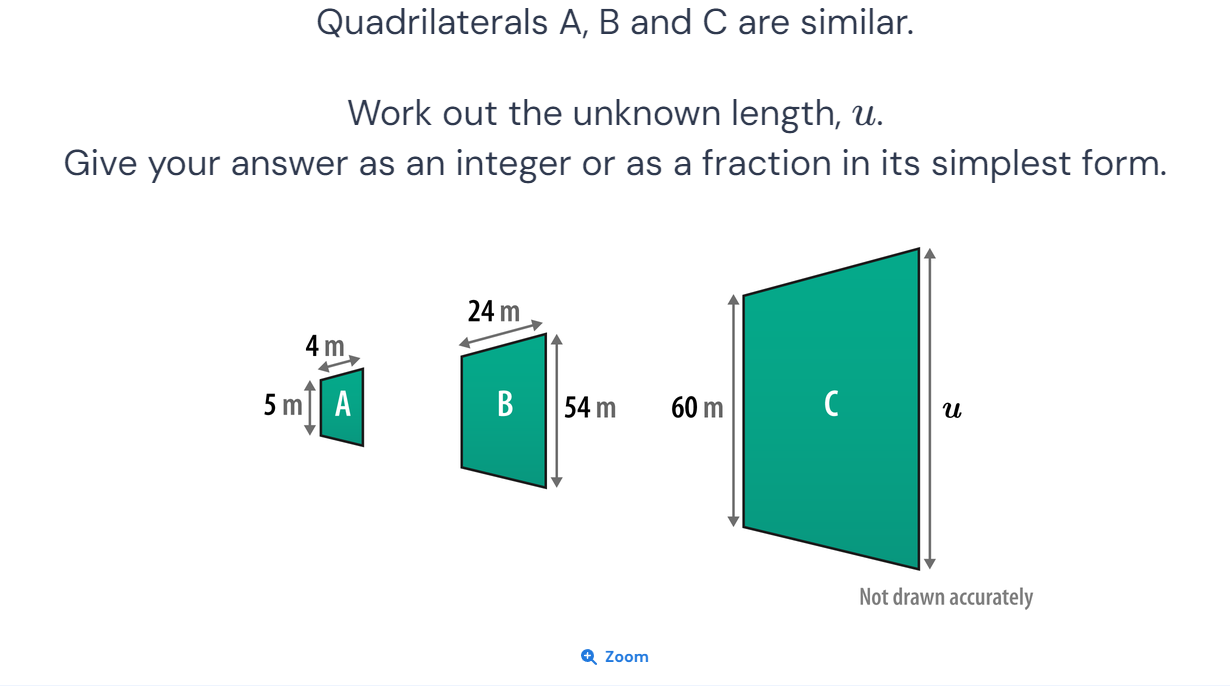 Quadrilaterals A, B and C are similar.
Work out the unknown length, u.
Give your answer as an integer or as a fraction in its simplest form.
24 m
4 m
5 m
A
B
54 m
60 m
C
u
Not drawn accurately
Zoom